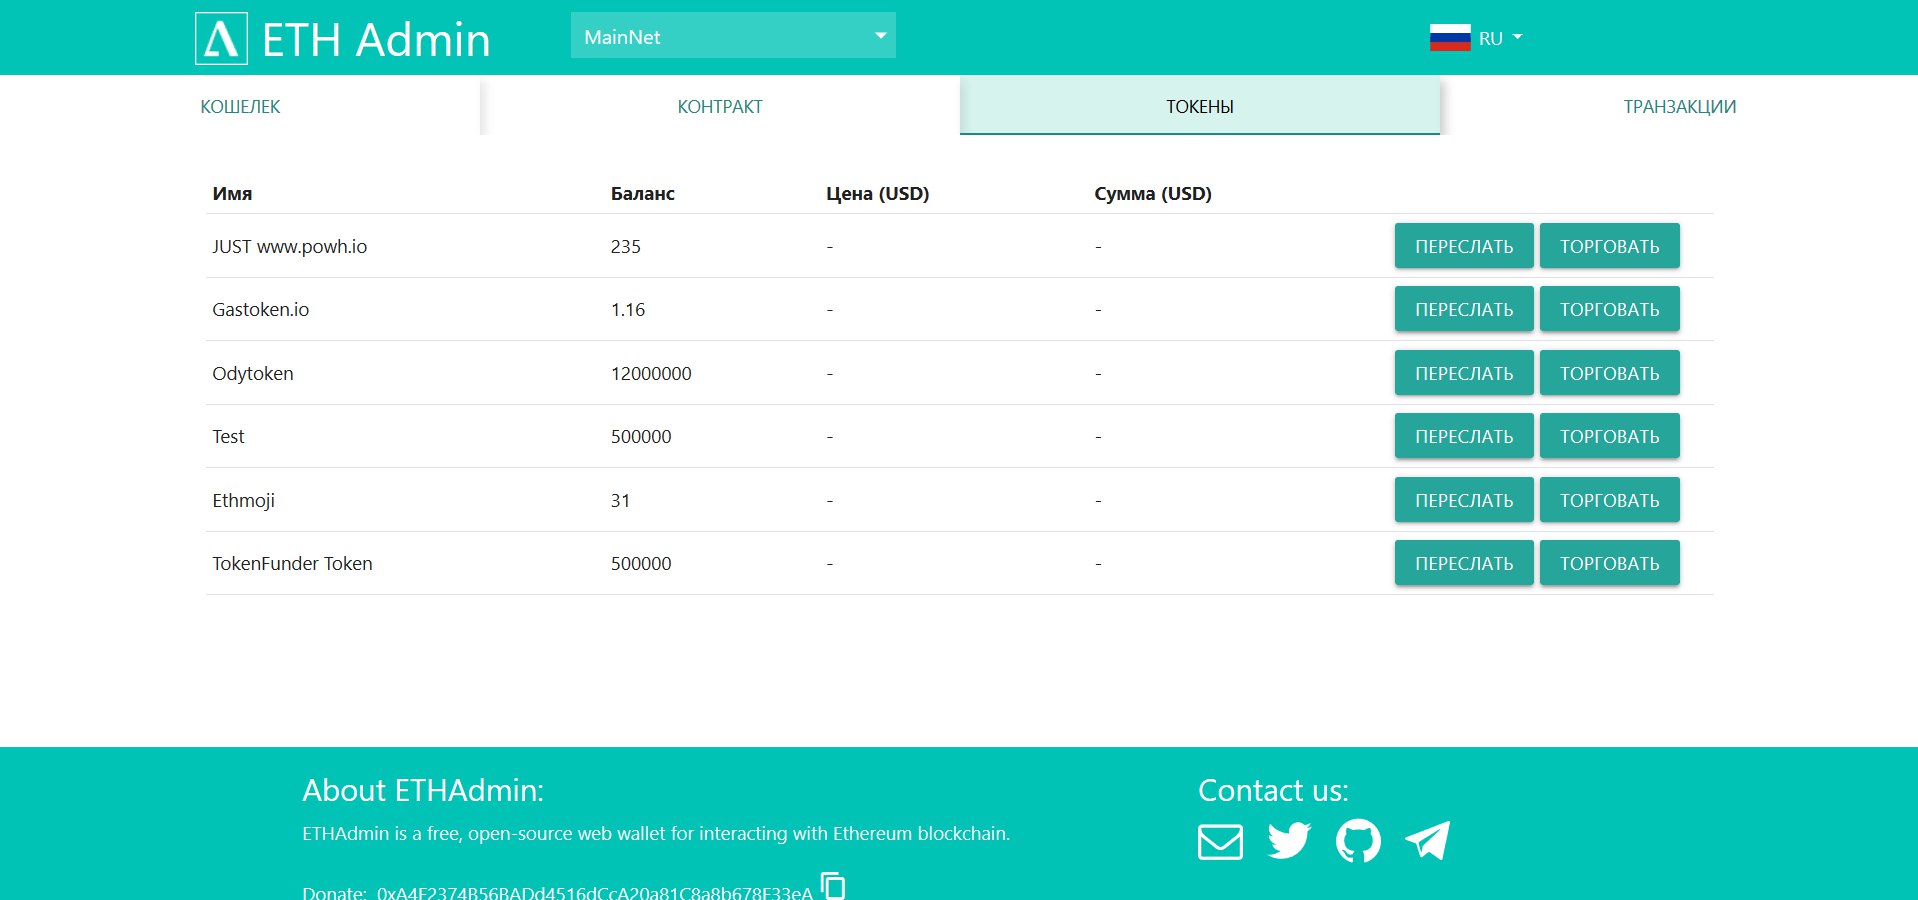 ETH Admin
MainNet
RU
КОШЕЛЕК КОНТРАКТ ТОКЕНЫ ТРАНЗАКЦИИ
Имя Баланс Цена (USD) Сумма (USD)
JUST www.powh.io 235 - - ПЕРЕСЛАТЬ ТОРГОВАТЬ
Gastoken.io 1.16 - - ПЕРЕСЛАТЬ ТОРГОВАТЬ
Odytoken 12000000 - - ПЕРЕСЛАТЬ ТОРГОВАТЬ
Test 500000 - - ПЕРЕСЛАТЬ ТОРГОВАТЬ
Ethmoji 31 - - ПЕРЕСЛАТЬ ТОРГОВАТЬ
TokenFunder Token 500000 - - ПЕРЕСЛАТЬ ТОРГОВАТЬ
About ETHAdmin:
ETHAdmin is a free, open-source web wallet for interacting with Ethereum blockchain.
Contact us:
Donate: